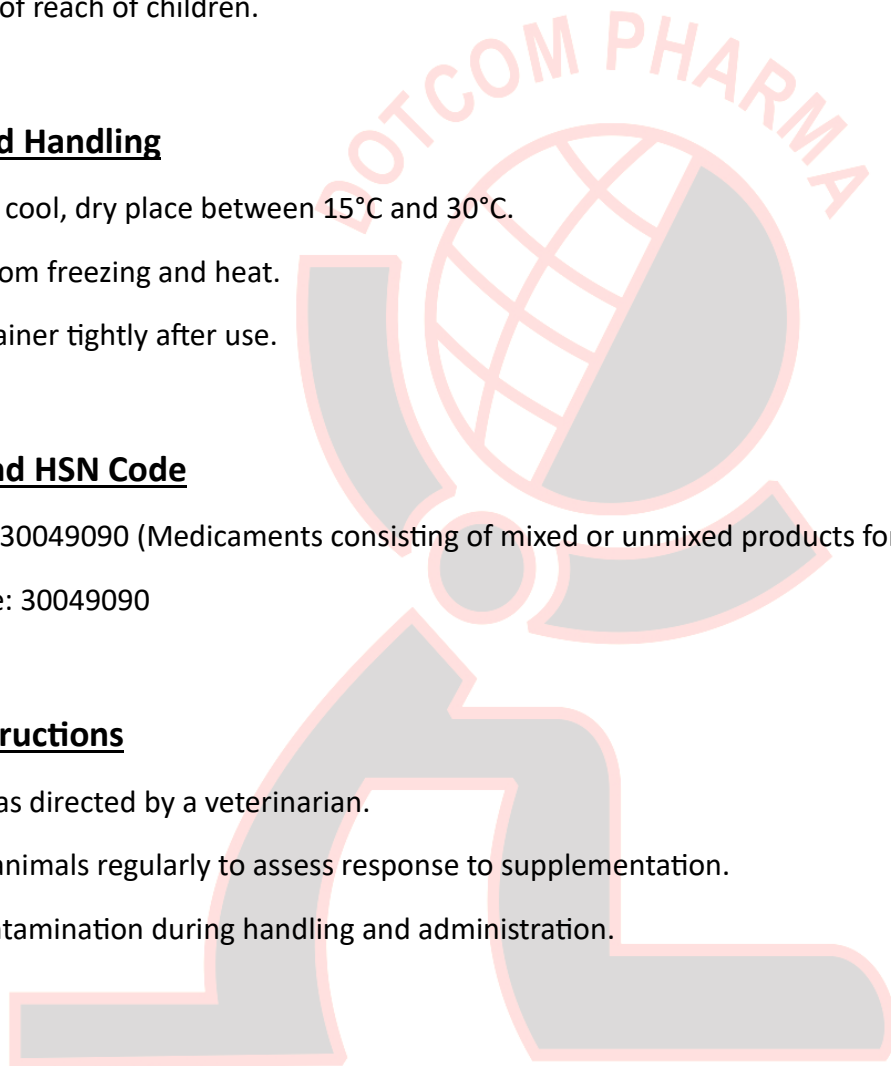 of reach of children.
DOTCOM PHARMA
d Handling
cool, dry place between 15°C and 30°C.
om freezing and heat.
ainer tightly after use.
nd HSN Code
30049090 (Medicaments consisting of mixed or unmixed products for
e: 30049090
ructions
as directed by a veterinarian.
animals regularly to assess response to supplementation.
ntamination during handling and administration.